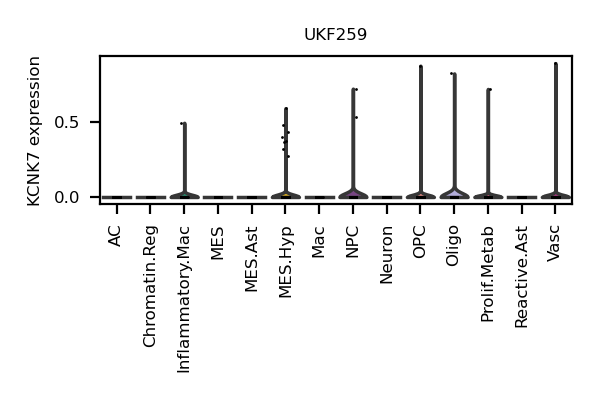 UKF259
KCNK7 expression
0.5
0.0
AC
Chromatin.Reg
Inflammatory.Mac
MES
MES.Ast
MES.Hyp
Mac
NPC
Neuron
OPC
Oligo
Prolif.Metab
Reactive.Ast
Vasc